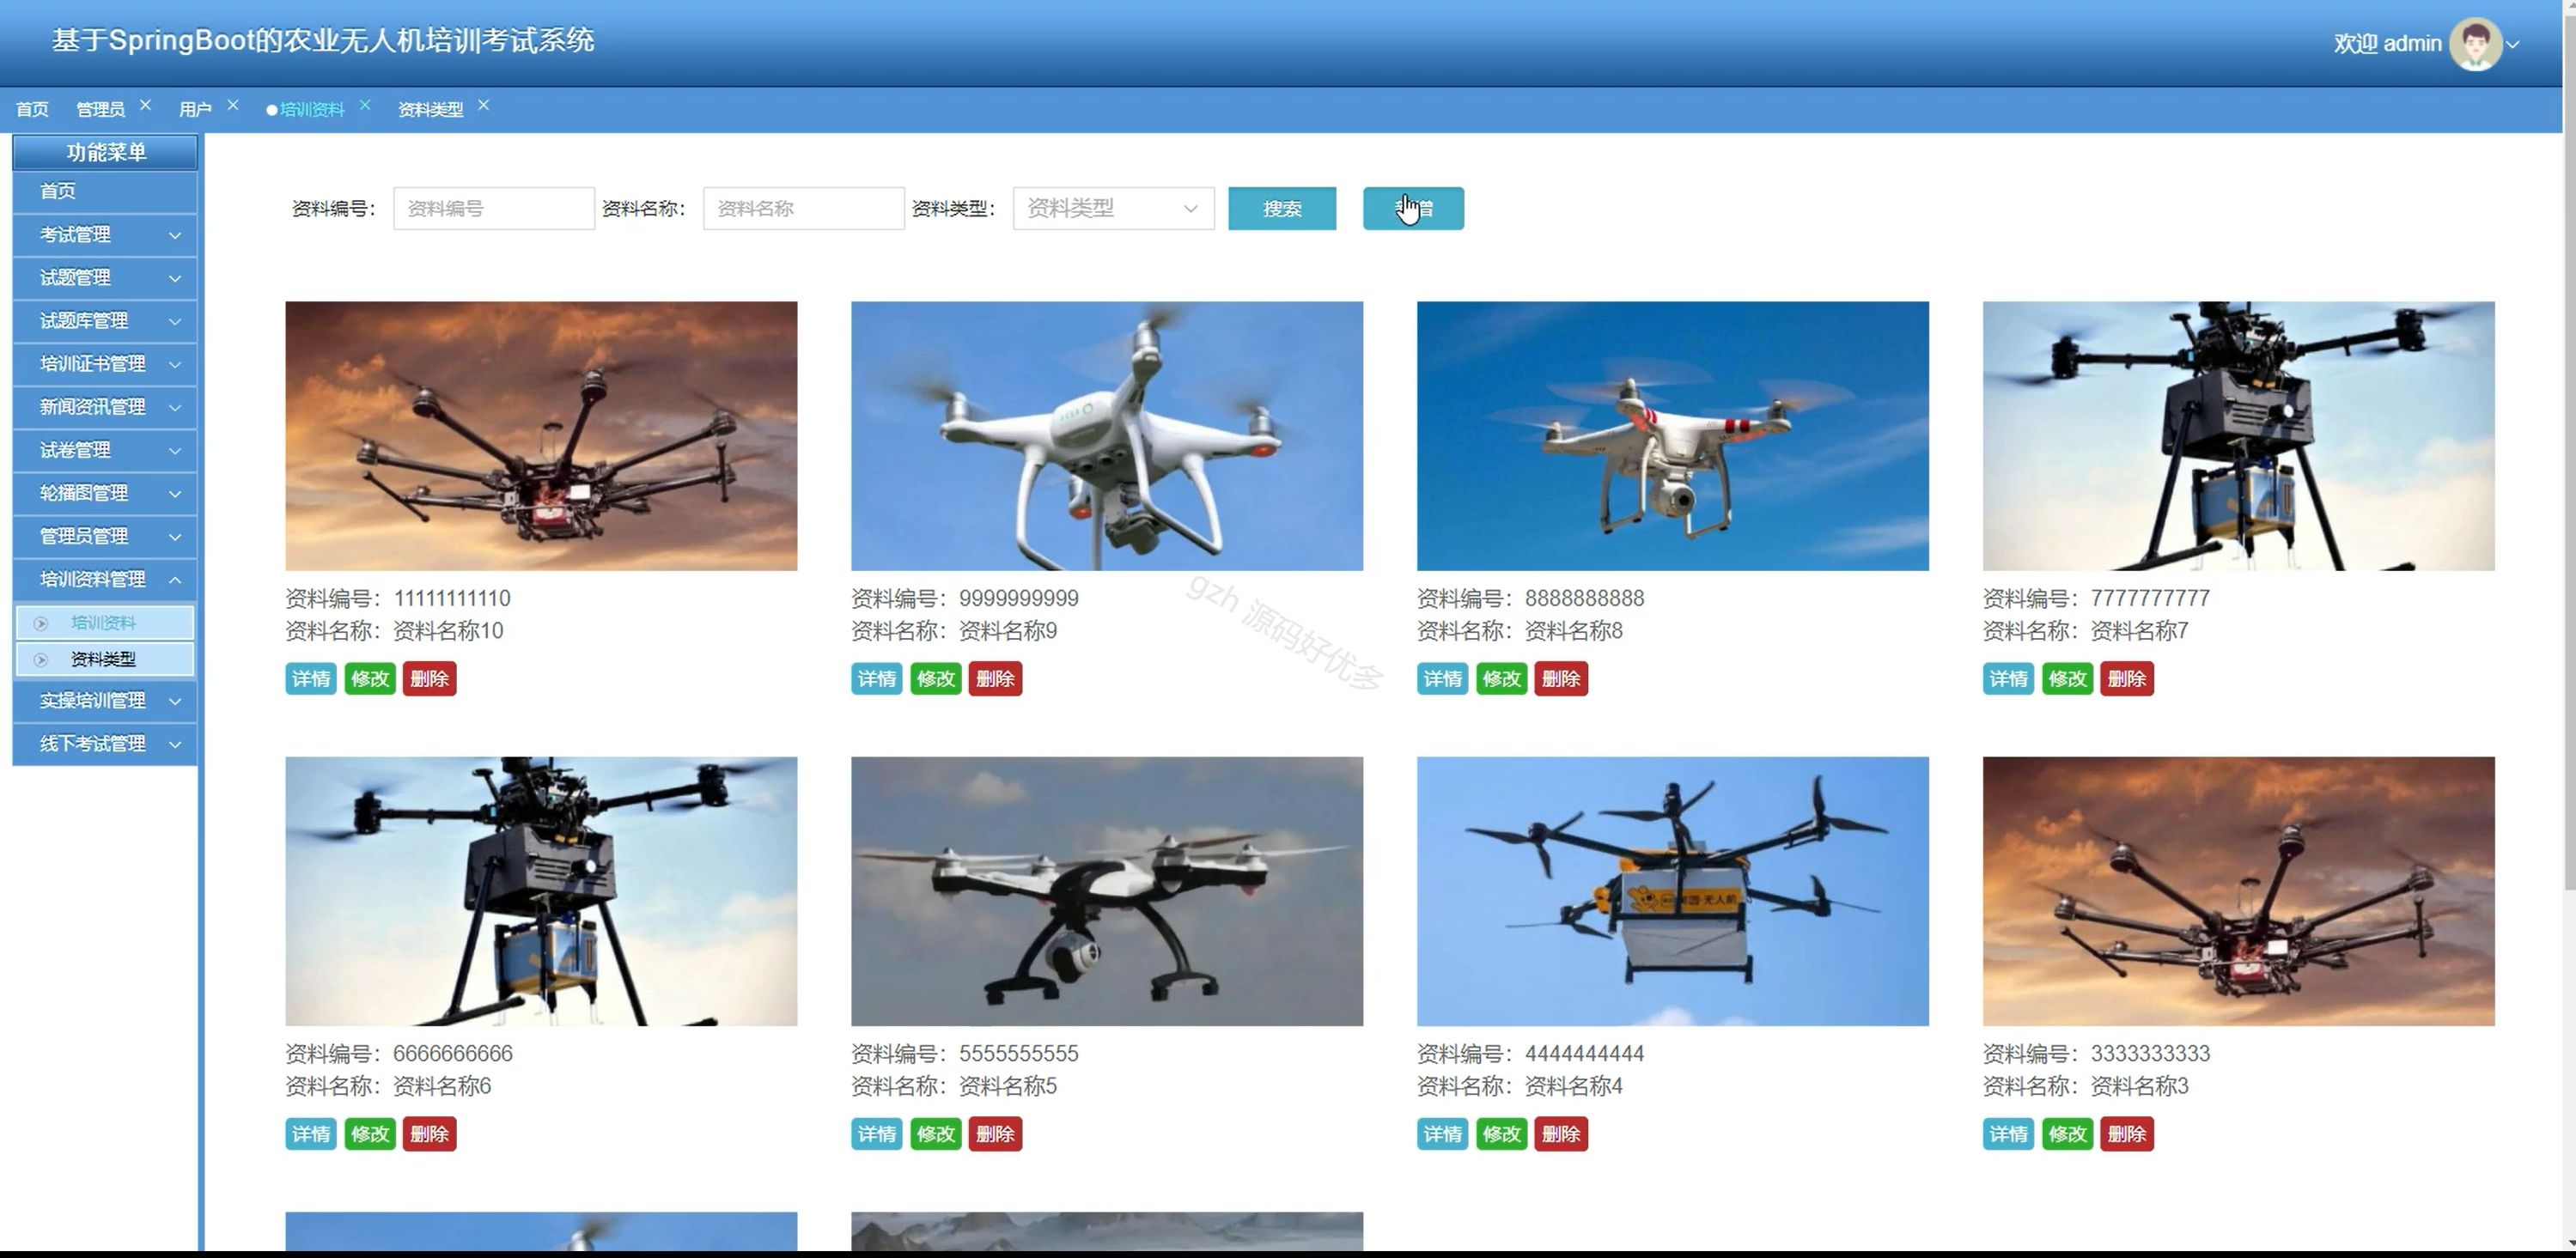 基于SpringBoot的农业无人机培训考试系统
欢迎 admin
首页 管理员 用户 培训资料 资料类型
功能菜单
首页
考试管理
试题管理
试题库管理
培训证书管理
新闻资讯管理
试卷管理
轮播图管理
管理员管理
培训资料管理
培训资料
资料类型
实操培训管理
线下考试管理
资料编号： 资料编号 资料名称： 资料名称 资料类型： 资料类型 搜索 增
资料编号：11111111110
资料名称：资料名称10
详情 修改 删除
资料编号：9999999999
资料名称：资料名称9
详情 修改 删除
资料编号：8888888888
资料名称：资料名称8
详情 修改 删除
资料编号：7777777777
资料名称：资料名称7
详情 修改 删除
gzh 源码好优多
资料编号：6666666666
资料名称：资料名称6
详情 修改 删除
资料编号：5555555555
资料名称：资料名称5
详情 修改 删除
无人机
资料编号：4444444444
资料名称：资料名称4
详情 修改 删除
资料编号：3333333333
资料名称：资料名称3
详情 修改 删除